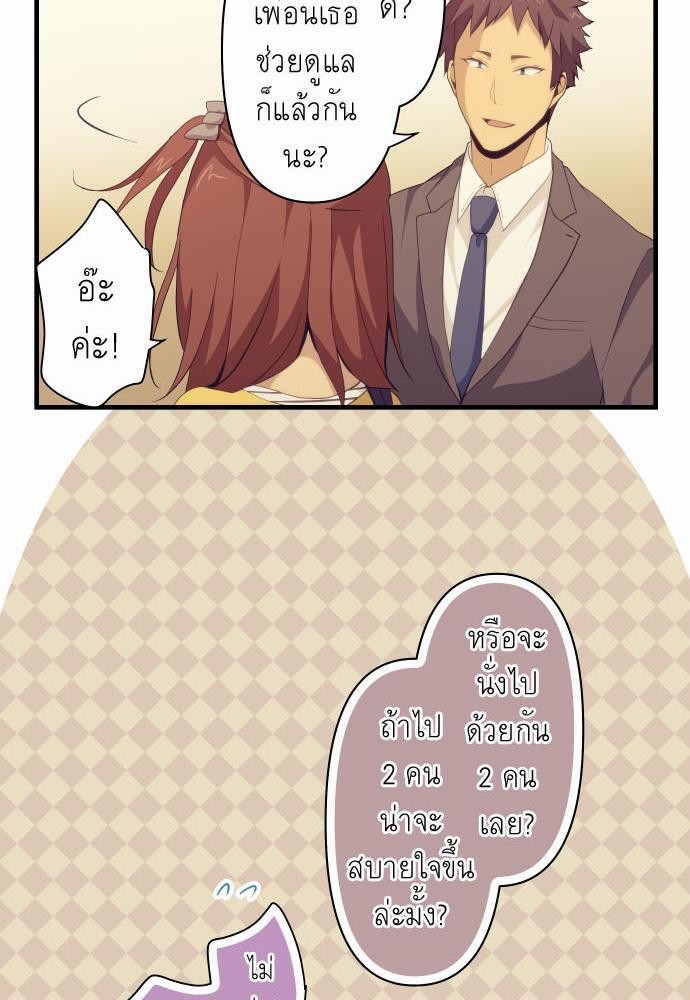 ดี?
เพื่อนเธอ
ช่วยดูแล
ก็แล้วกัน
นะ?
อ๊ะ
ค่ะ!
หรือจะ
นั่งไป
ด้วยกัน
2 คน
เลย?
ถ้าไป
2 คน
น่าจะ
สบายใจขึ้น
ล่ะมั้ง?
ไม่